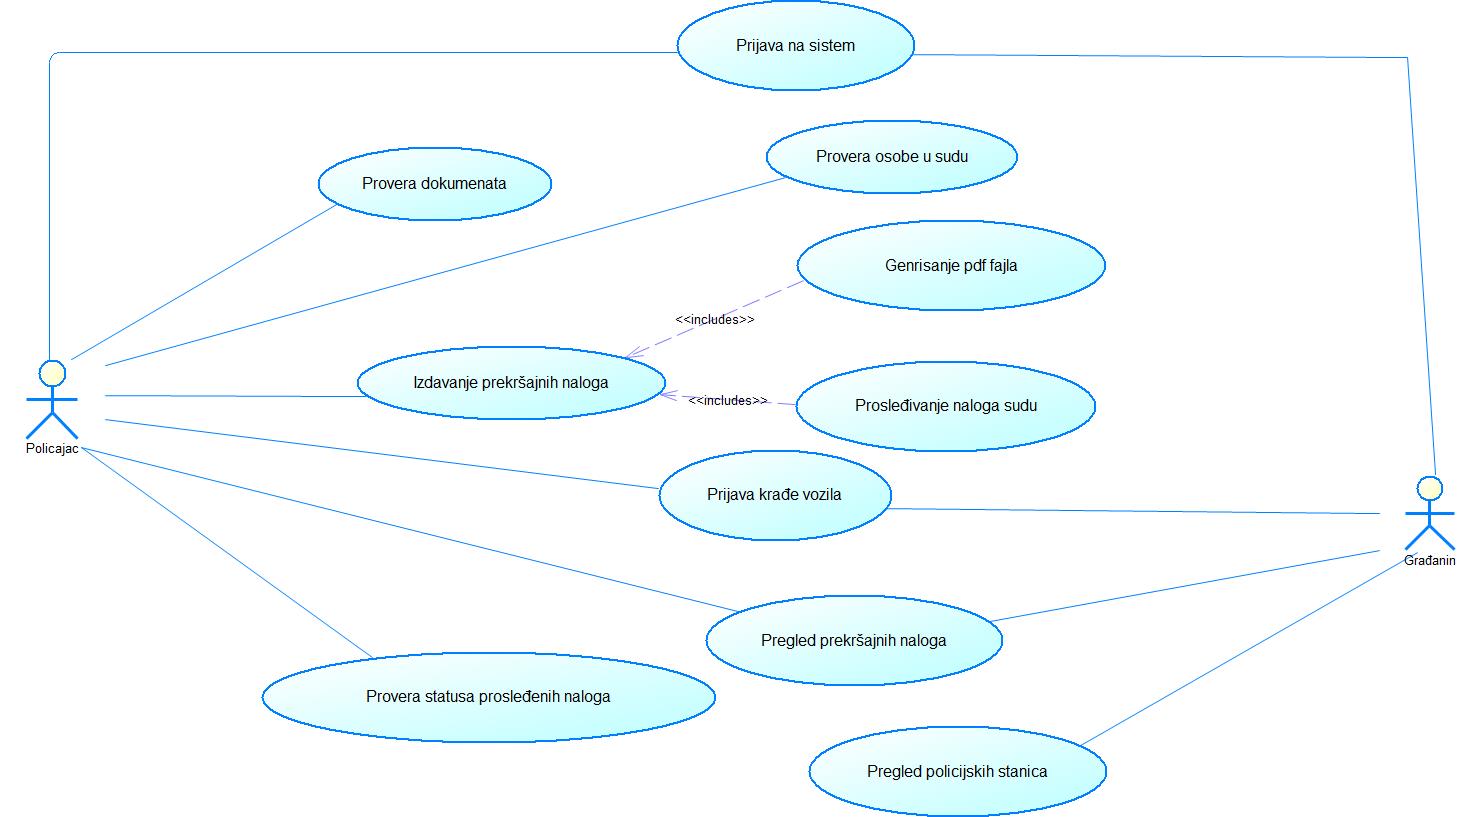 Prijava na sistem
Provera osobe u sudu
Provera dokumenata
Genrisanje pdf fajla
<<includes>>
Izdavanje prekršajnih naloga
<<includes>>
Prosleđivanje naloga sudu
Policajac
Prijava krađe vozila
Građanin
Pregled prekršajnih naloga
Provera statusa prosleđenih naloga
Pregled policijskih stanica